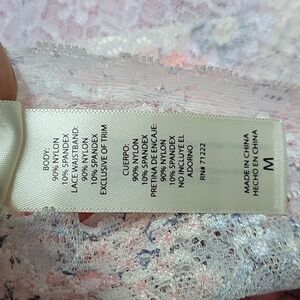 BODY:
90% NYLON
10% SPANDEX
LACE WAISTBAND:
90% NYLON
10% SPANDEX
EXCLUSIVE OF TRIM
CUERPO:
90% NYLON
10% SPANDEX
PRETINA DE ENCAJE:
90% NYLON
10% SPANDEX
NO INCLUYE EL
ADORNO
RN# 71222
MADE IN CHINA
HECHO EN CHINA
M